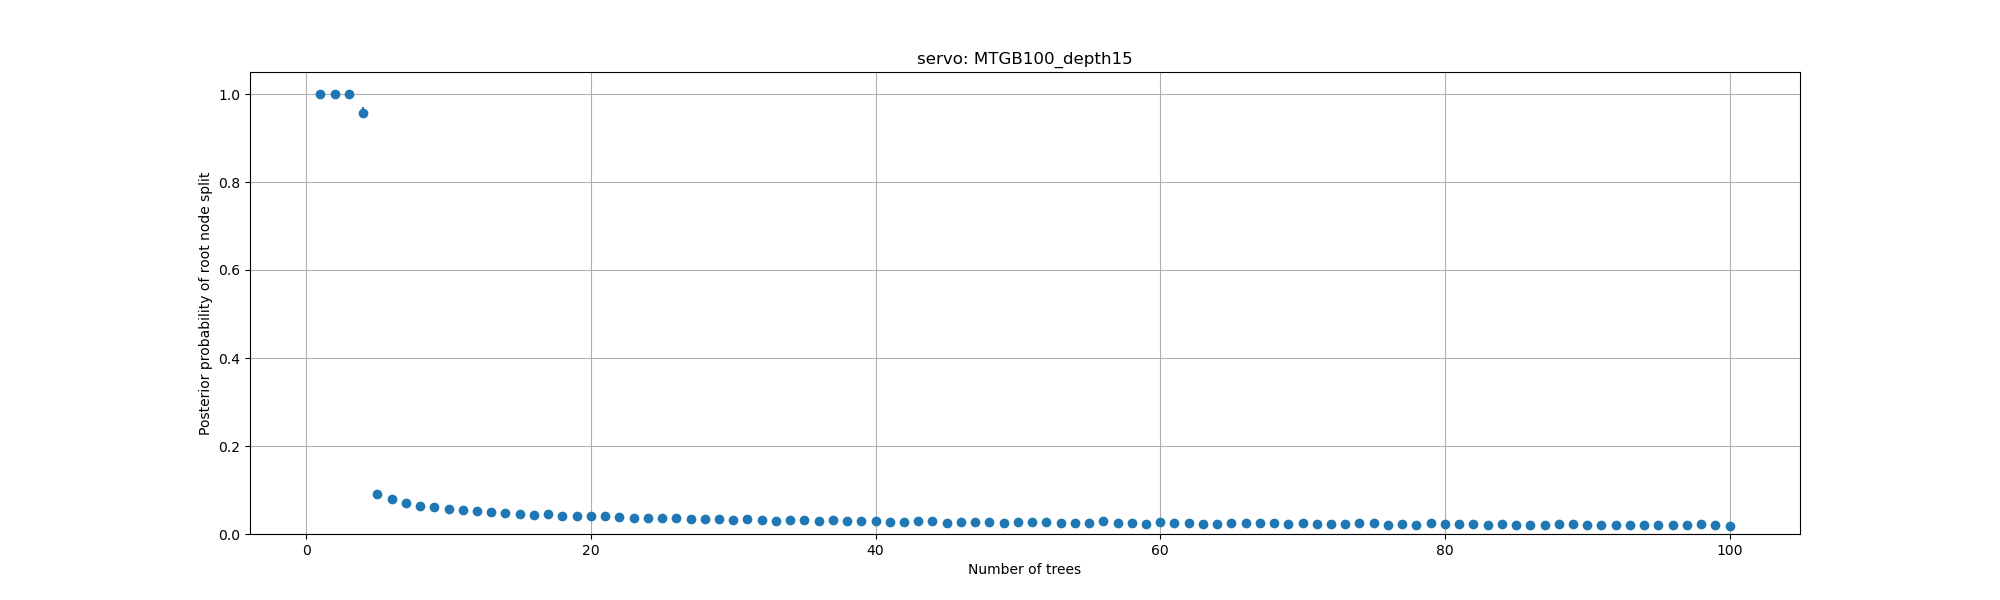 servo: MTGB100_depth15
Posterior probability of root node split
1.0
0.8
0.6
0.4
0.2
0.0
0 20 40 60 80 100
Number of trees